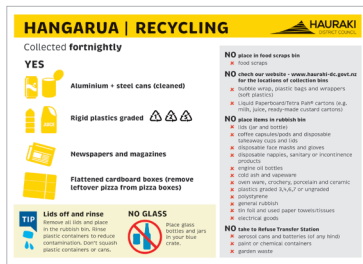 HANGARUA | RECYCLING
HAURAKI
DISTRICT COUNCIL
Collected fortnightly
YES
Aluminium + steel cans (cleaned)
Rigid plastics graded 1 2 5
Newspapers and magazines
Flattened cardboard boxes (remove
leftover pizza from pizza boxes)
TIP
Lids off and rinse
Remove all lids and place
in the rubbish bin. Rinse
plastic containers to reduce
contamination. Don't squash
plastic containers or cans.
NO GLASS
Place glass
bottles and jars
in your blue
crate.
NO place in food scraps bin
food scraps
NO check our website - www.hauraki-dc.govt.nz
for the locations of collection bins
bubble wrap, plastic bags and wrappers
(soft plastics)
Liquid Paperboard/Tetra Pak® cartons (e.g.
milk, juice, ready-made custard cartons)
NO place items in rubbish bin
lids (jar and bottle)
coffee capsules/pods and disposable
takeaway cups and lids
disposable face masks and gloves
disposable nappies, sanitary or incontinence
products
engine oil bottles
cold ash and vapeware
oven ware, crockery, porcelain and ceramic
plastics graded 3,4,6,7 or ungraded
polystyrene
general rubbish
tin foil and used paper towels/tissues
electrical goods
NO take to Refuse Transfer Station
aerosol cans and batteries (of any kind)
paint or chemical containers
garden waste